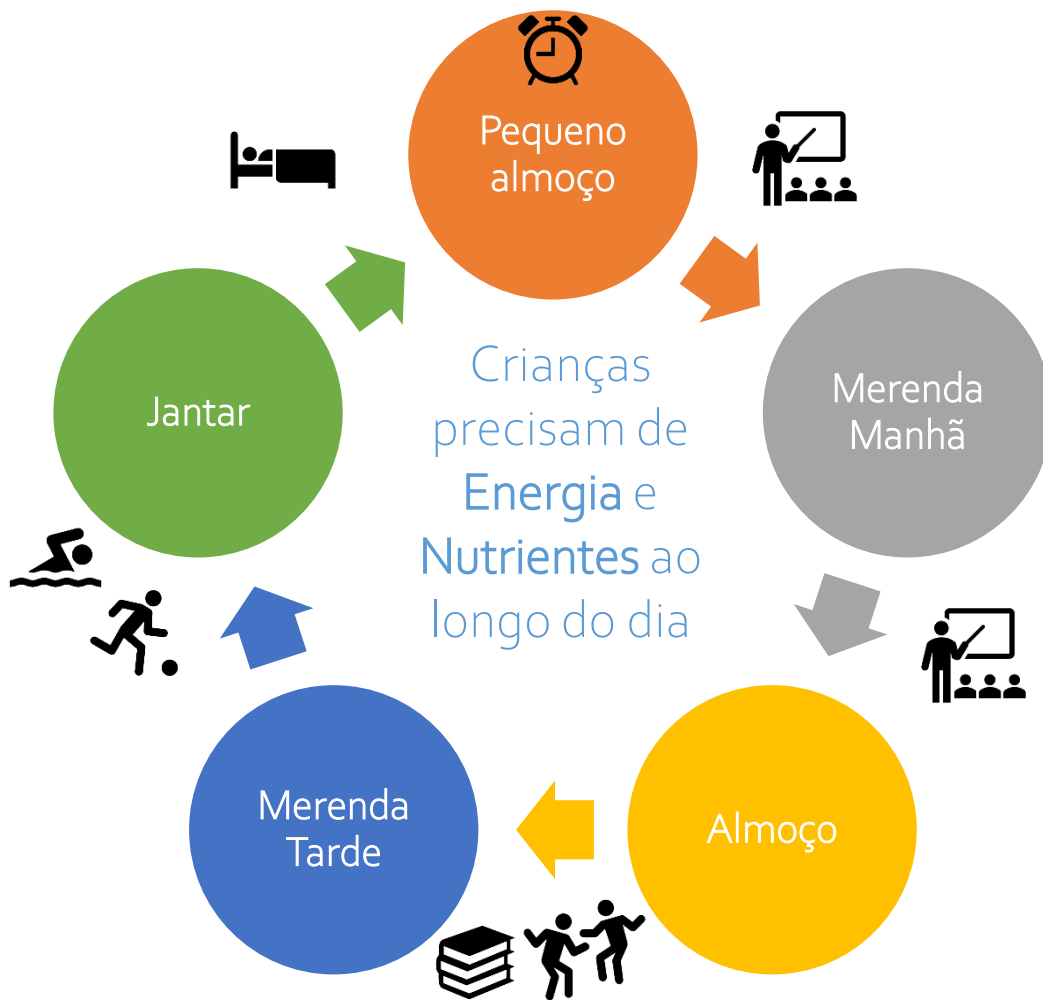 Pequeno
almoço
Merenda
Manhã
Almoço
Merenda
Tarde
Jantar
Crianças
precisam de
Energia e
Nutrientes ao
longo do dia